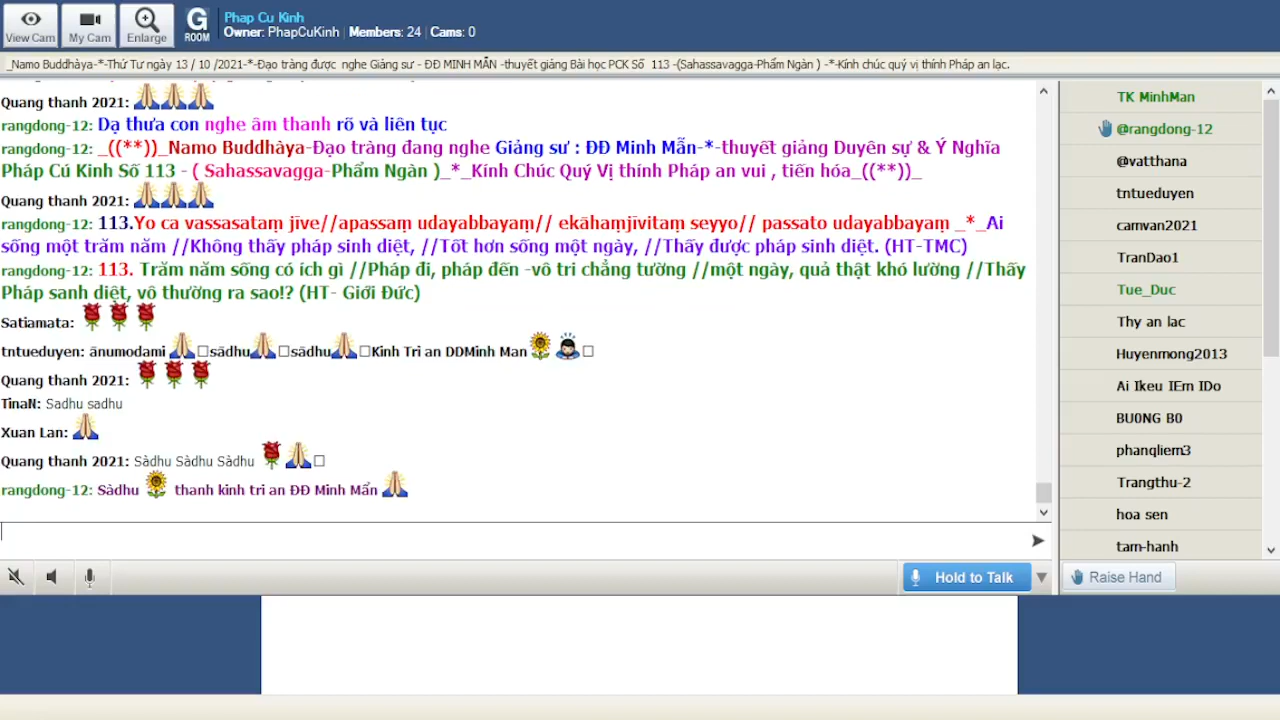 View Cam
My Cam
Enlarge
G
ROOM
Phap Cu Kinh
Owner: PhapCuKinh | Members: 24 | Cams: 0
_Namo Buddhàya-*-Thứ Tư ngày 13 / 10 /2021-*-Đạo tràng được nghe Giảng sư - ĐĐ MINH MẪN -thuyết giảng Bài học PCK Số 113 -(Sahassavagga-Phẩm Ngàn ) -*-Kính chúc quý vị thính Pháp an lạc.
Quang thanh 2021: 🙏🙏🙏
rangdong-12: Dạ thưa con nghe âm thanh rõ và liên tục
rangdong-12: _((**))_Namo Buddhàya-Đạo tràng đang nghe Giảng sư : ĐĐ Minh Mẫn-*-thuyết giảng Duyên sự & Ý Nghĩa
Pháp Cú Kinh Số 113 - ( Sahassavagga-Phẩm Ngàn )_*_Kính Chúc Quý Vị thính Pháp an vui , tiến hóa_((**))_
Quang thanh 2021: 🙏🙏🙏
rangdong-12: 113.Yo ca vassasataṃ jīve//apassaṃ udayabbayaṃ// ekāhaṃjīvitaṃ seyyo// passato udayabbayaṃ _*_Ai
sống một trăm năm //Không thấy pháp sinh diệt, //Tốt hơn sống một ngày, //Thấy được pháp sinh diệt. (HT-TMC)
rangdong-12: 113. Trăm năm sống có ích gì //Pháp đi, pháp đến -vô tri chẳng tường //một ngày, quả thật khó lường //Thấy
Pháp sanh diệt, vô thường ra sao!? (HT- Giới Đức)
Satiamata: 🌹🌹🌹
tntueduyen: ānumodami 🙏□sādhu🙏□sādhu🙏□Kinh Tri an DDMinh Man 🌻🙇□
Quang thanh 2021: 🌹🌹🌹
TinaN: Sadhu sadhu
Xuan Lan: 🙏
Quang thanh 2021: Sàdhu Sàdhu Sàdhu 🌹🙏□
rangdong-12: Sàdhu 🌻 thanh kinh tri an ĐĐ Minh Mẩn 🙏
Hold to Talk
TK MinhMan
@rangdong-12
@vatthana
tntueduyen
camvan2021
TranDao1
Tue_Duc
Thy an lac
Huyenmong2013
Ai Ikeu IEm IDo
BU0NG B0
phanqliem3
Trangthu-2
hoa sen
tam-hanh
Raise Hand